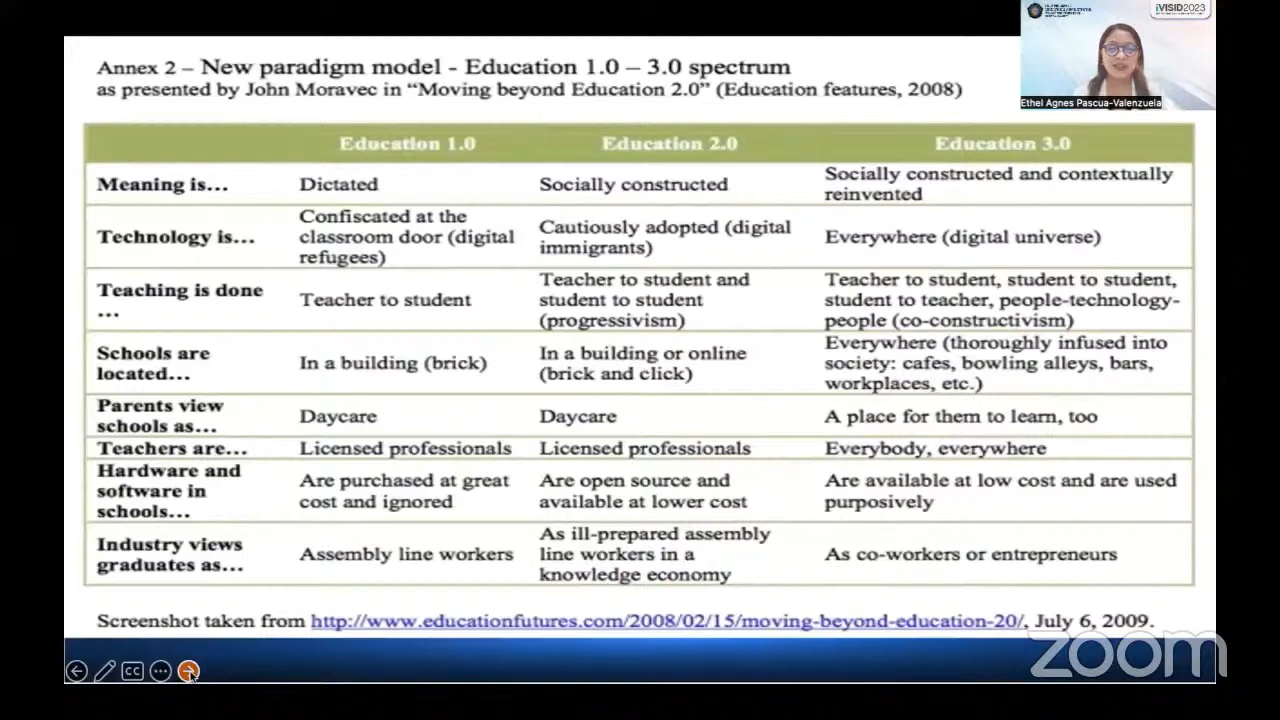 iVISID2023
Ethel Agnes Pascua-Valenzuela
Annex 2 – New paradigm model - Education 1.0 – 3.0 spectrum
as presented by John Moravec in “Moving beyond Education 2.0” (Education features, 2008)
Education 1.0 Education 2.0 Education 3.0
Meaning is...
Dictated
Socially constructed
Socially constructed and contextually
reinvented
Technology is...
Confiscated at the
classroom door (digital
refugees)
Cautiously adopted (digital
immigrants)
Everywhere (digital universe)
Teaching is done
...
Teacher to student
Teacher to student and
student to student
(progressivism)
Teacher to student, student to student,
student to teacher, people-technology-
people (co-constructivism)
Schools are
located...
In a building (brick)
In a building or online
(brick and click)
Everywhere (thoroughly infused into
society: cafes, bowling alleys, bars,
workplaces, etc.)
Parents view
schools as...
Daycare
Daycare
A place for them to learn, too
Teachers are...
Licensed professionals
Licensed professionals
Everybody, everywhere
Hardware and
software in
schools...
Are purchased at great
cost and ignored
Are open source and
available at lower cost
Are available at low cost and are used
purposively
Industry views
graduates as...
Assembly line workers
As ill-prepared assembly
line workers in a
knowledge economy
As co-workers or entrepreneurs
Screenshot taken from http://www.educationfutures.com/2008/02/15/moving-beyond-education-20/, July 6, 2009.
CC
zoom